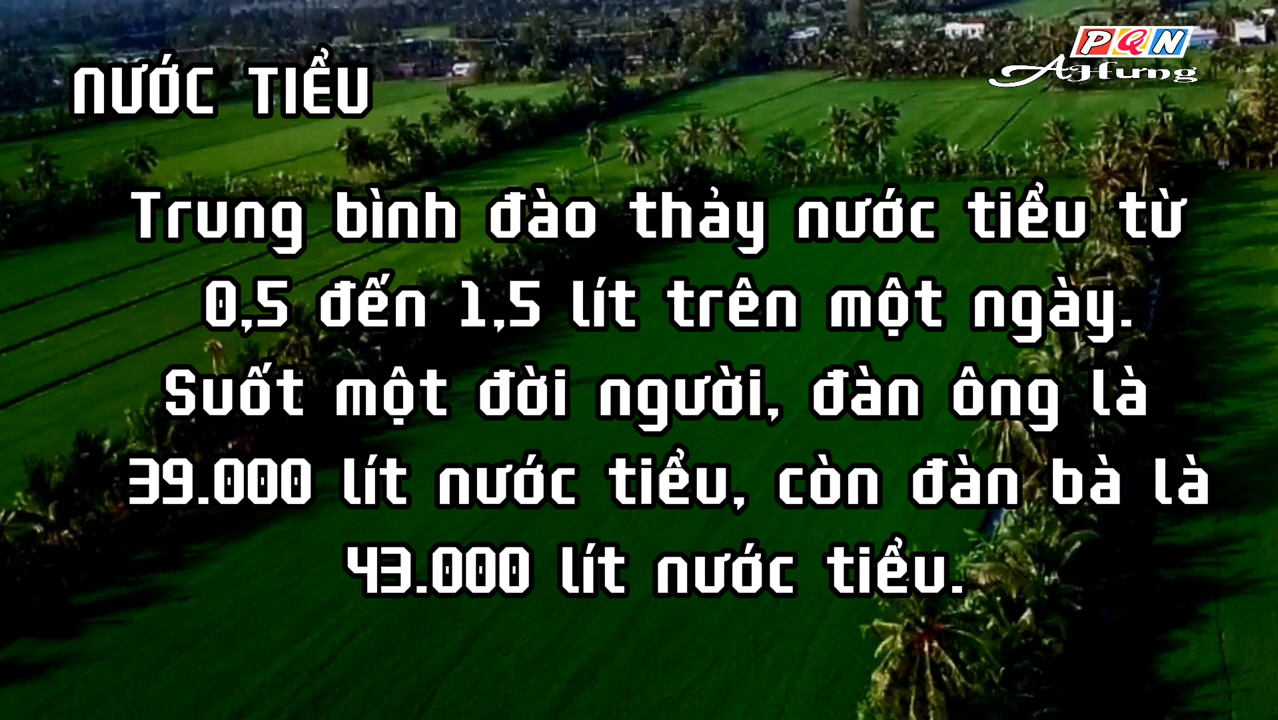 PQN
AHưng
NƯỚC TIỂU
Trung bình đào thảy nước tiểu từ
0,5 đến 1,5 lít trên một ngày.
Suốt một đời người, đàn ông là
39.000 lít nước tiểu, còn đàn bà là
43.000 lít nước tiểu.